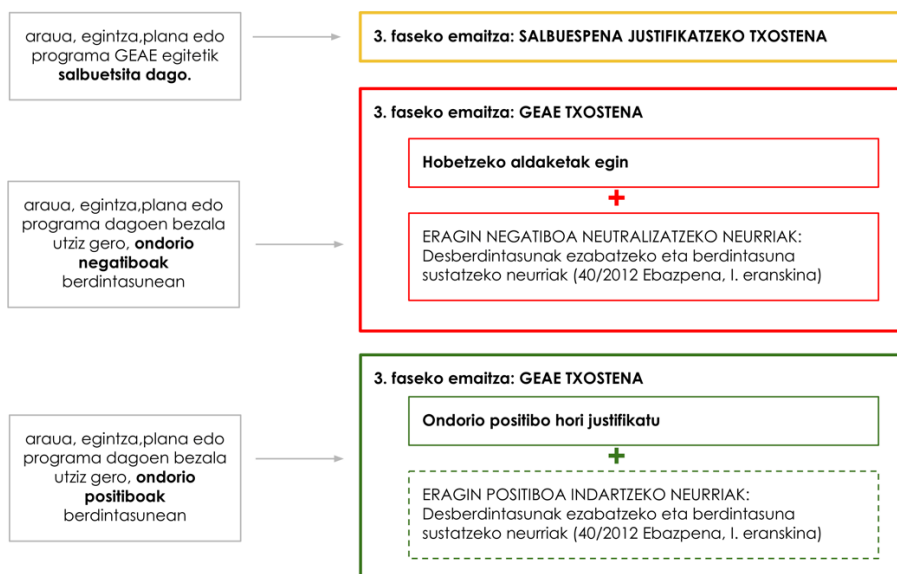 araua, egintza,plana edo
programa GEAE egitetik
salbuetsita dago.
3. faseko emaitza: SALBUESPENA JUSTIFIKATZEKO TXOSTENA
araua, egintza,plana edo
programa dagoen bezala
utziz gero, ondorio
negatiboak
berdintasunean
3. faseko emaitza: GEAE TXOSTENA
Hobetzeko aldaketak egin
+
ERAGIN NEGATIBOA NEUTRALIZATZEKO NEURRIAK:
Desberdintasunak ezabatzeko eta berdintasuna
sustatzeko neurriak (40/2012 Ebazpena, I. eranskina)
araua, egintza,plana edo
programa dagoen bezala
utziz gero, ondorio
positiboak
berdintasunean
3. faseko emaitza: GEAE TXOSTENA
Ondorio positibo hori justifikatu
+
ERAGIN POSITIBOA INDARTZEKO NEURRIAK:
Desberdintasunak ezabatzeko eta berdintasuna
sustatzeko neurriak (40/2012 Ebazpena, I. eranskina)